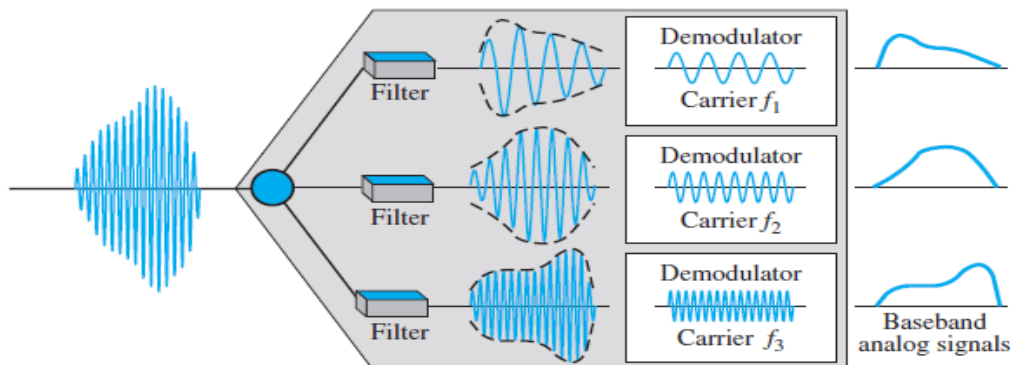 Demodulator
Filter
Carrier f1
Demodulator
Filter
Carrier f2
Demodulator
Filter
Carrier f3
Baseband
analog signals